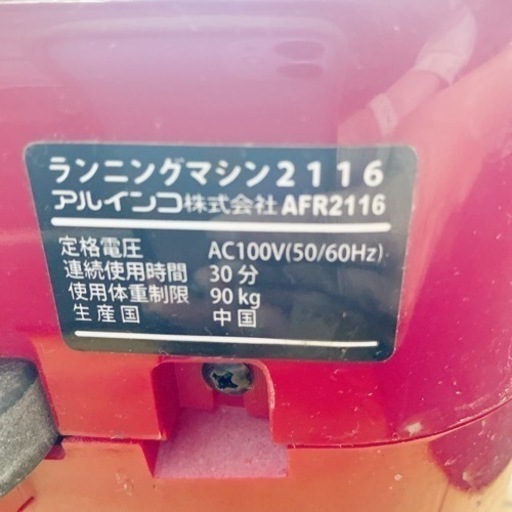 ランニングマシン2116
アルインコ株式会社 AFR2116
定格電圧 AC100V(50/60Hz)
連続使用時間 30分
使用体重制限 90kg
生産国 中国